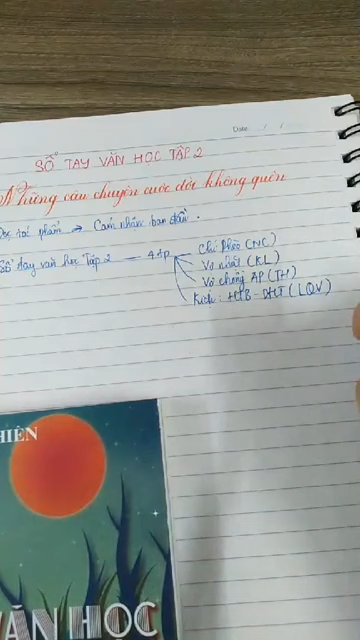 Date / /
SỔ TAY VĂN HỌC TẬP 2
Những câu chuyện cuộc đời không quên
Đọc tác phẩm → Cảm nhận ban đầu.
Sổ tay văn học Tập 2 — 4 tp
Chí Phèo (NC)
Vợ nhặt (KL)
Vợ chồng AP (TH)
Kịch: HTB - DHT (LQV)
HIÊN
VĂN HỌC